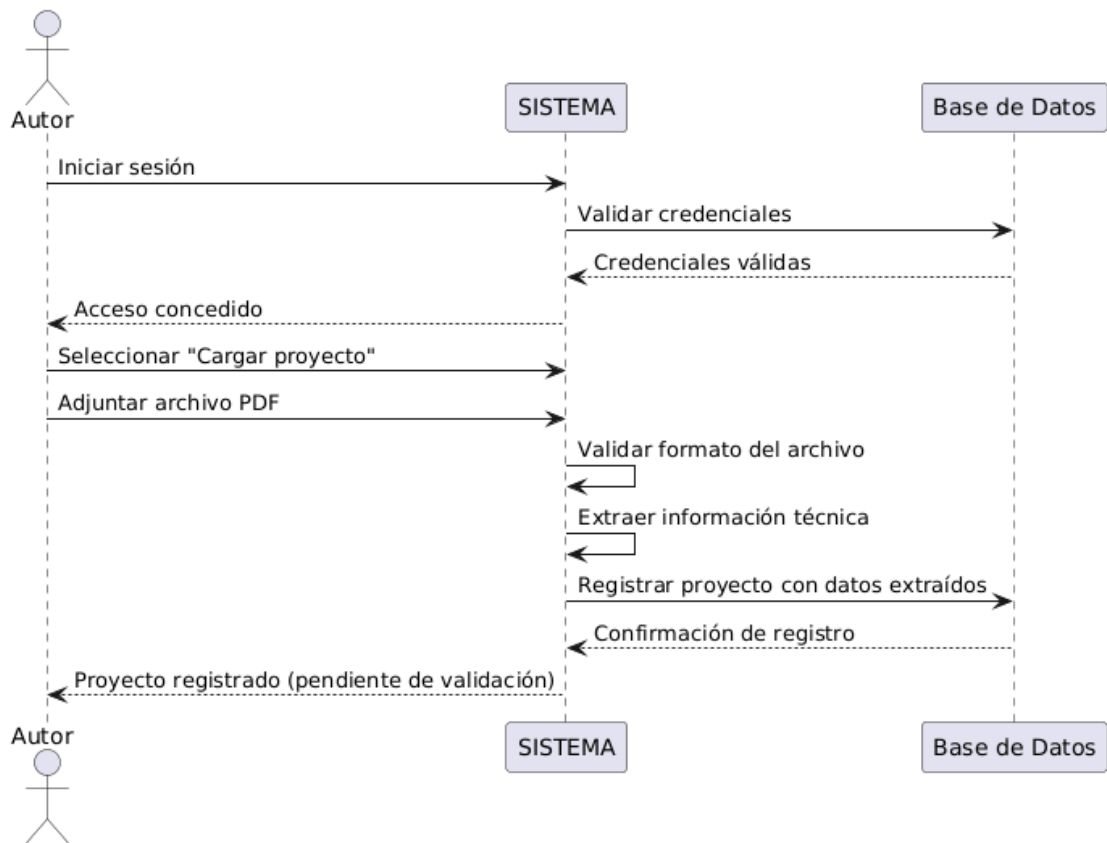 Autor
SISTEMA
Base de Datos
Iniciar sesión
Validar credenciales
Credenciales válidas
Acceso concedido
Seleccionar "Cargar proyecto"
Adjuntar archivo PDF
Validar formato del archivo
Extraer información técnica
Registrar proyecto con datos extraídos
Confirmación de registro
Proyecto registrado (pendiente de validación)
Autor
SISTEMA
Base de Datos